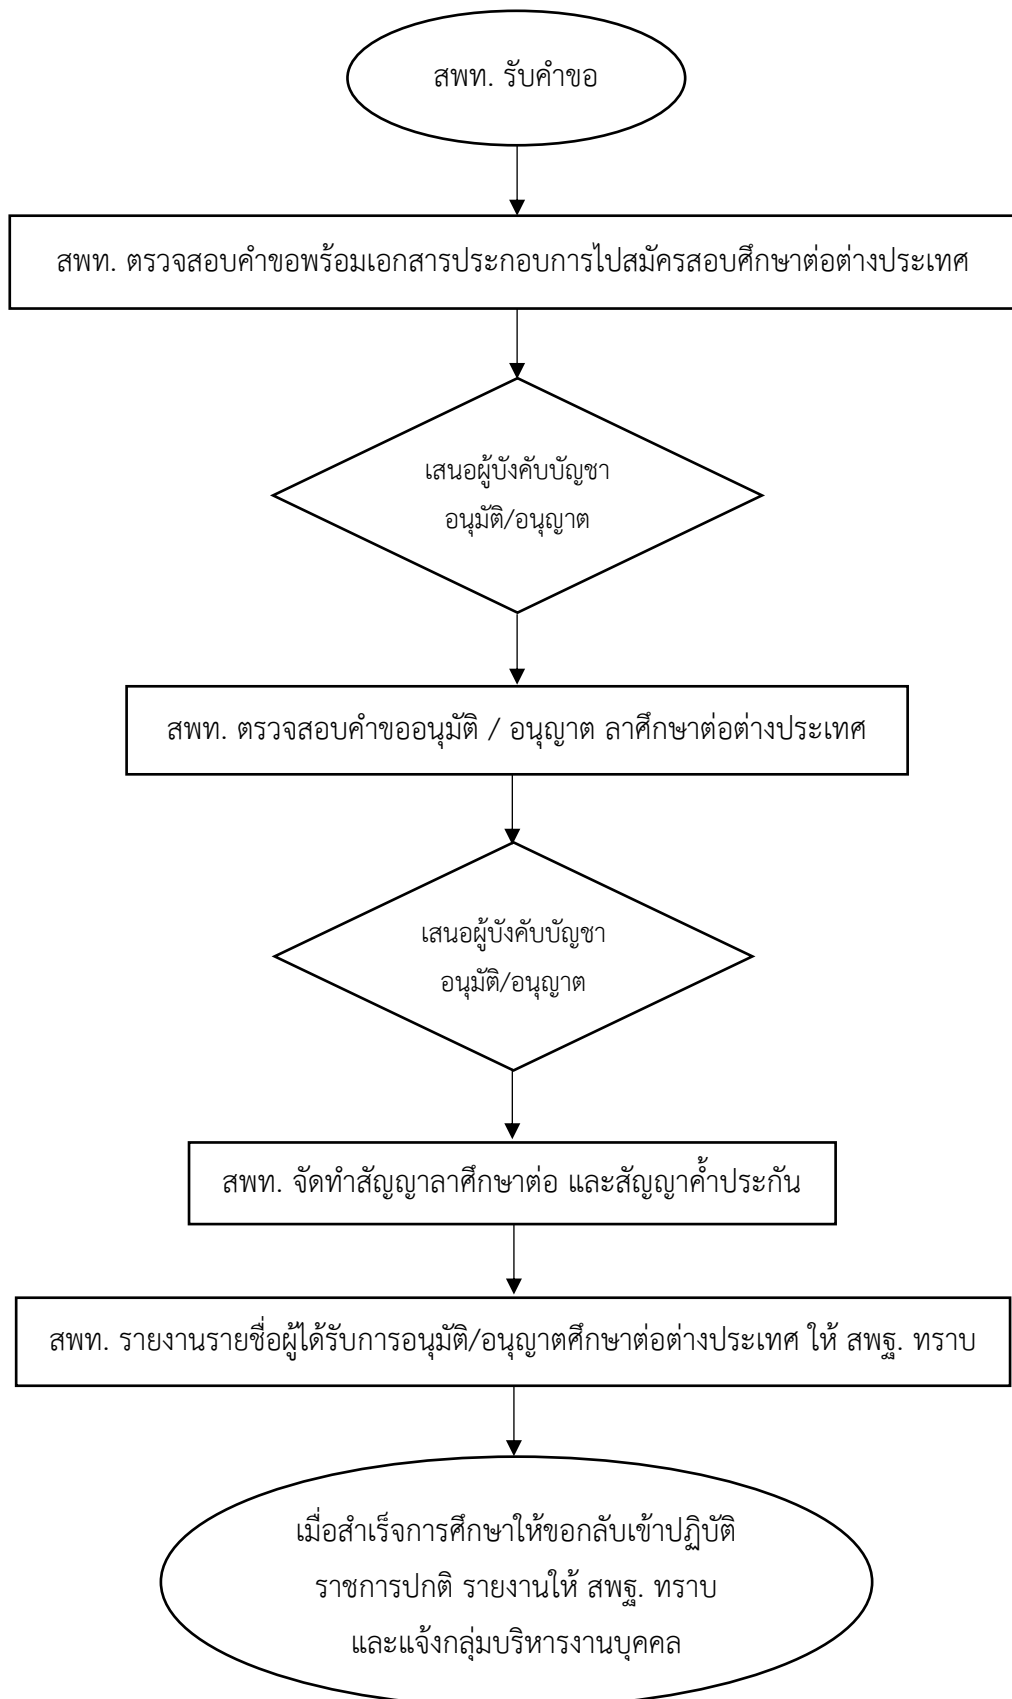 สพท. รับคำขอ
สพท. ตรวจสอบคำขอพร้อมเอกสารประกอบการไปสมัครสอบศึกษาต่อต่างประเทศ
เสนอผู้บังคับบัญชา
อนุมัติ/อนุญาต
สพท. ตรวจสอบคำขออนุมัติ / อนุญาต ลาศึกษาต่อต่างประเทศ
เสนอผู้บังคับบัญชา
อนุมัติ/อนุญาต
สพท. จัดทำสัญญาลาศึกษาต่อ และสัญญาค้ำประกัน
สพท. รายงานรายชื่อผู้ได้รับการอนุมัติ/อนุญาตศึกษาต่อต่างประเทศ ให้ สพฐ. ทราบ
เมื่อสำเร็จการศึกษาให้ขอกลับเข้าปฏิบัติ
ราชการปกติ รายงานให้ สพฐ. ทราบ
และแจ้งกลุ่มบริหารงานบุคคล